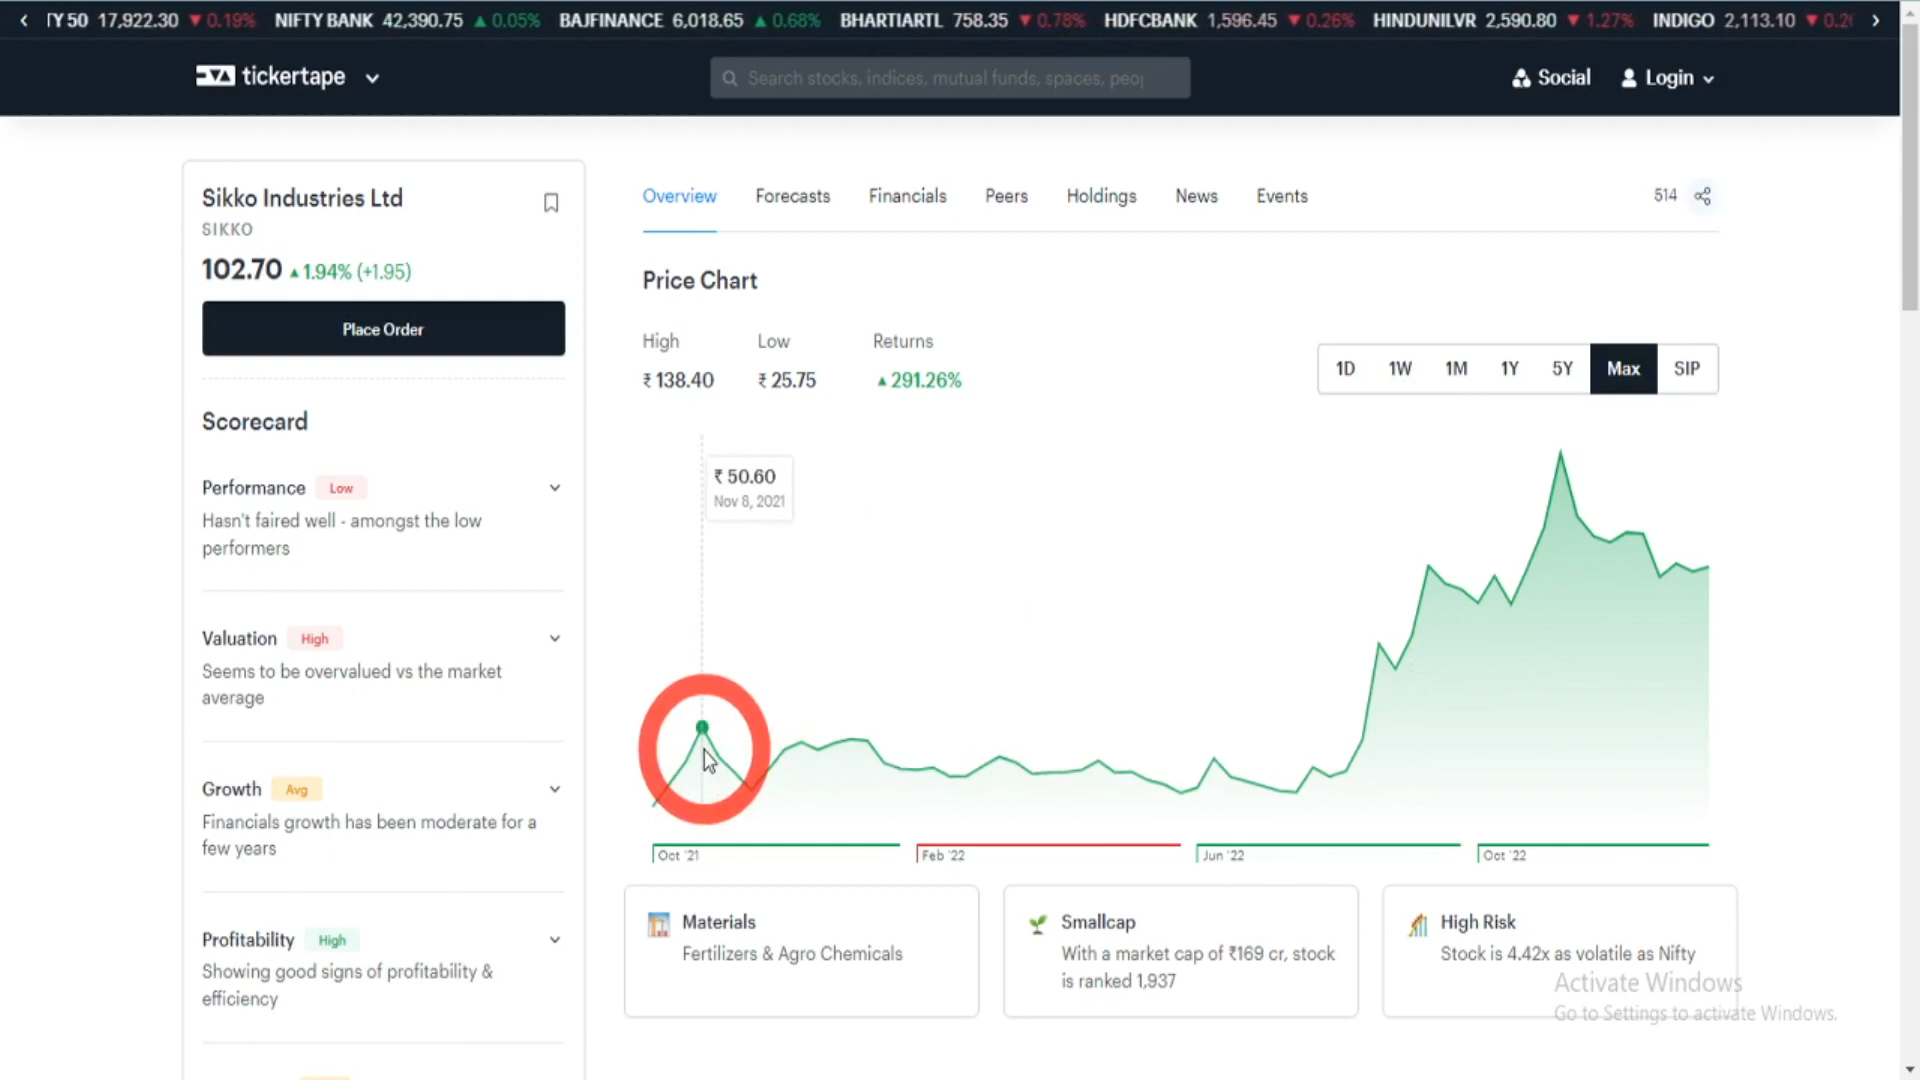 TY 50 17,922.30 ▼ 0.19% NIFTY BANK 42,390.75 ▲ 0.05% BAJFINANCE 6,018.65 ▲ 0.68% BHARTIARTL 758.35 ▼ 0.78% HDFCBANK 1,596.45 ▼ 0.26% HINDUNILVR 2,590.80 ▼ 1.27% INDIGO 2,113.10 ▼
tickertape
Search stocks, indices, mutual funds, spaces,
Social
Login
Sikko Industries Ltd
SIKKO
102.70 ▲ 1.94% (+1.95)
Place Order
Scorecard
Performance Low
Hasn't faired well - amongst the low
performers
Valuation High
Seems to be overvalued vs the market
average
Growth Avg
Financials growth has been moderate for a
few years
Profitability High
Showing good signs of profitability &
efficiency
Overview Forecasts Financials Peers Holdings News Events
514
Price Chart
High Low Returns
₹ 138.40 ₹ 25.75 ▲ 291.26%
1D 1W 1M 1Y 5Y Max SIP
₹ 50.60
Nov 8, 2021
Oct '21 Feb '22 Jun '22 Oct '22
Materials
Fertilizers & Agro Chemicals
Smallcap
With a market cap of ₹169 cr, stock
is ranked 1,937
High Risk
Stock is 4.42x as volatile as Nifty
Activate Windows
Go to Settings to activate Windows.